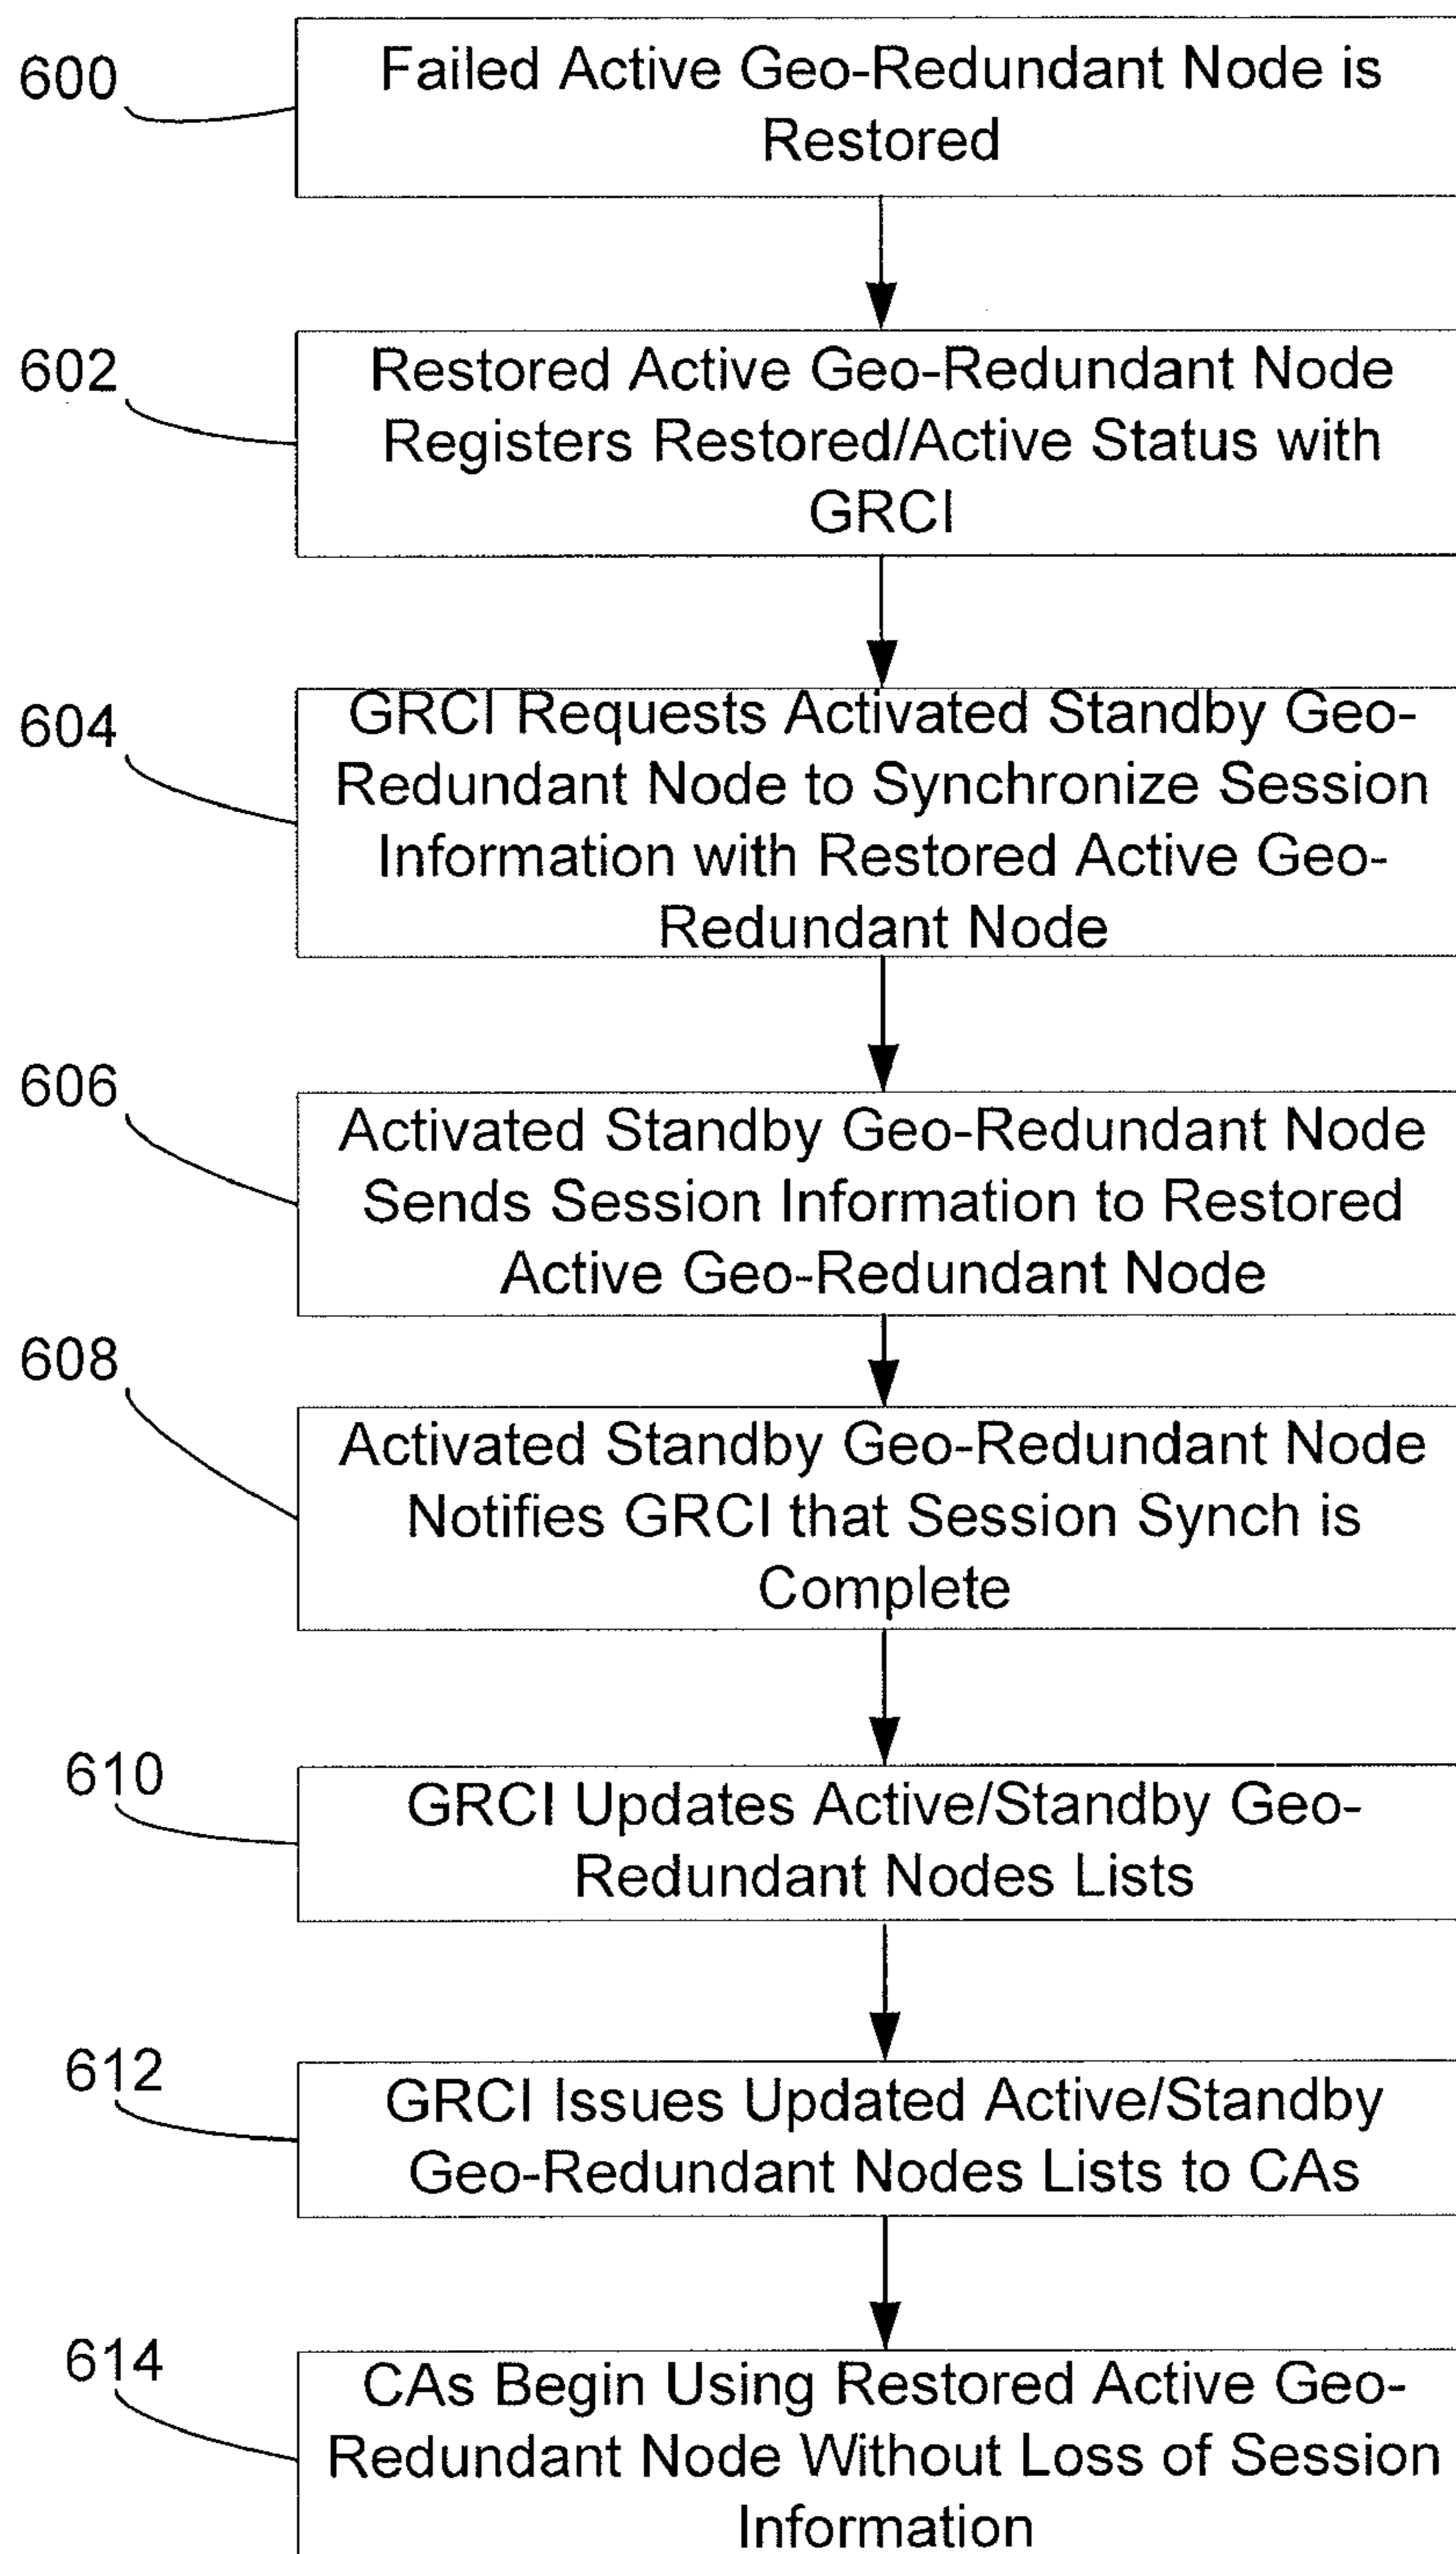 600
Failed Active Geo-Redundant Node is
Restored
602
Restored Active Geo-Redundant Node
Registers Restored/Active Status with
GRCI
604
GRCI Requests Activated Standby Geo-
Redundant Node to Synchronize Session
Information with Restored Active Geo-
Redundant Node
606
Activated Standby Geo-Redundant Node
Sends Session Information to Restored
Active Geo-Redundant Node
608
Activated Standby Geo-Redundant Node
Notifies GRCI that Session Synch is
Complete
610
GRCI Updates Active/Standby Geo-
Redundant Nodes Lists
612
GRCI Issues Updated Active/Standby
Geo-Redundant Nodes Lists to CAs
614
CAs Begin Using Restored Active Geo-
Redundant Node Without Loss of Session
Information